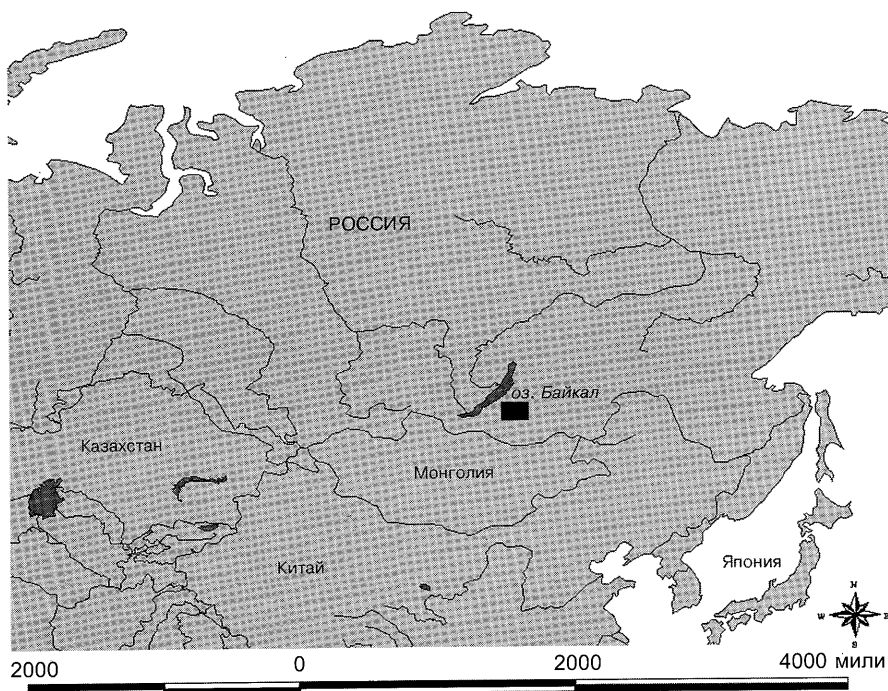 РОССИЯ
оз. Байкал
Казахстан
Монголия
Китай
Япония
N
W E
S
2000 0 2000 4000 мили